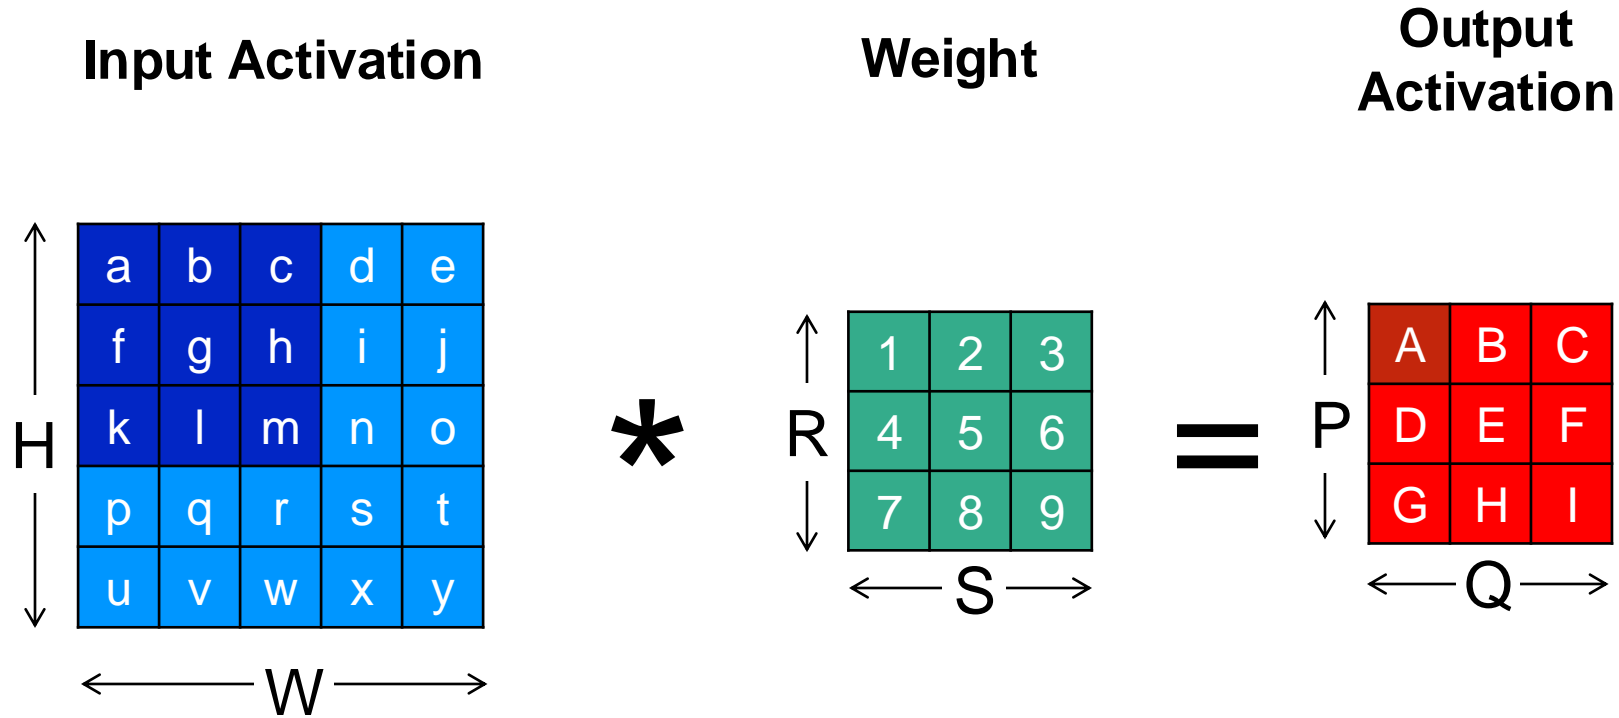 Input Activation
Weight
Output
Activation
H
a b c d e
f g h i j
k l m n o
p q r s t
u v w x y
W
*
R
1 2 3
4 5 6
7 8 9
S
=
P
A B C
D E F
G H I
Q